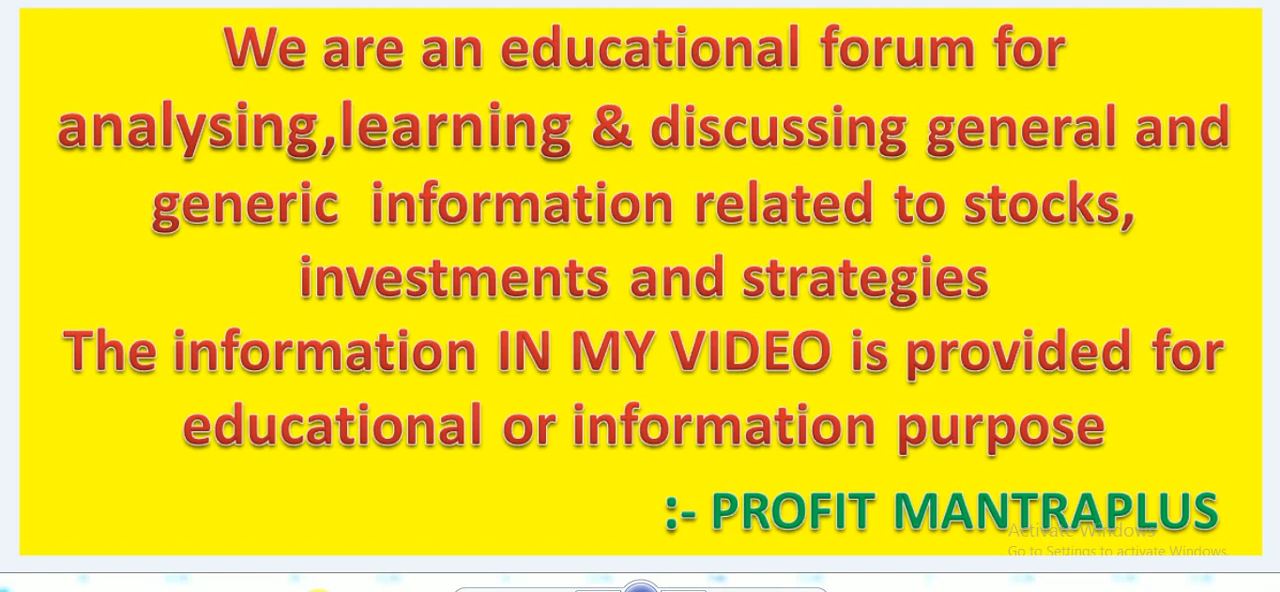 We are an educational forum for
analysing,learning & discussing general and
generic information related to stocks,
investments and strategies
The information IN MY VIDEO is provided for
educational or information purpose
:- PROFIT MANTRAPLUS
Activate Windows
Go to Settings to activate Windows.